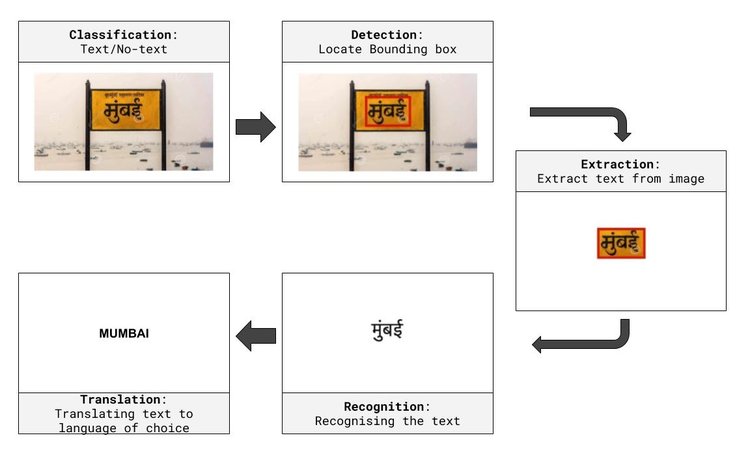 Classification:
Text/No-text
मुंबई
Detection:
Locate Bounding box
मुंबई
Extraction:
Extract text from image
मुंबई
मुंबई
Recognition:
Recognising the text
MUMBAI
Translation:
Translating text to
language of choice